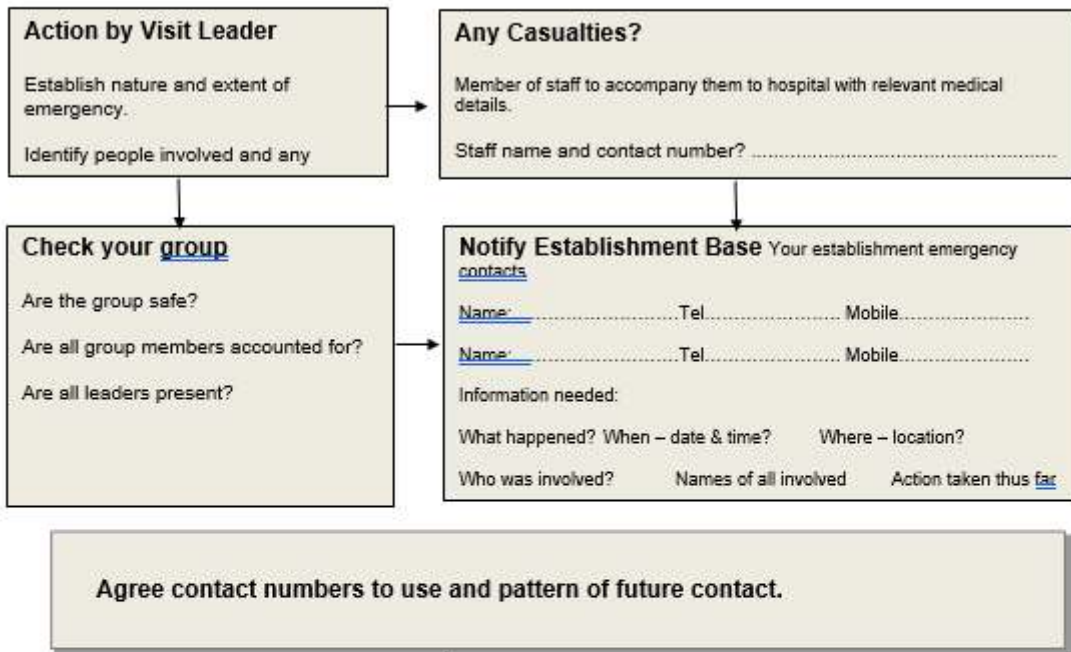 Action by Visit Leader
Establish nature and extent of
emergency.
Identify people involved and any
Any Casualties?
Member of staff to accompany them to hospital with relevant medical
details.
Staff name and contact number? ........................................................
Check your group
Are the group safe?
Are all group members accounted for?
Are all leaders present?
Notify Establishment Base Your establishment emergency
contacts
Name:..............................Tel......................... Mobile........................
Name:..............................Tel......................... Mobile........................
Information needed:
What happened? When – date & time? Where – location?
Who was involved? Names of all involved Action taken thus far
Agree contact numbers to use and pattern of future contact.